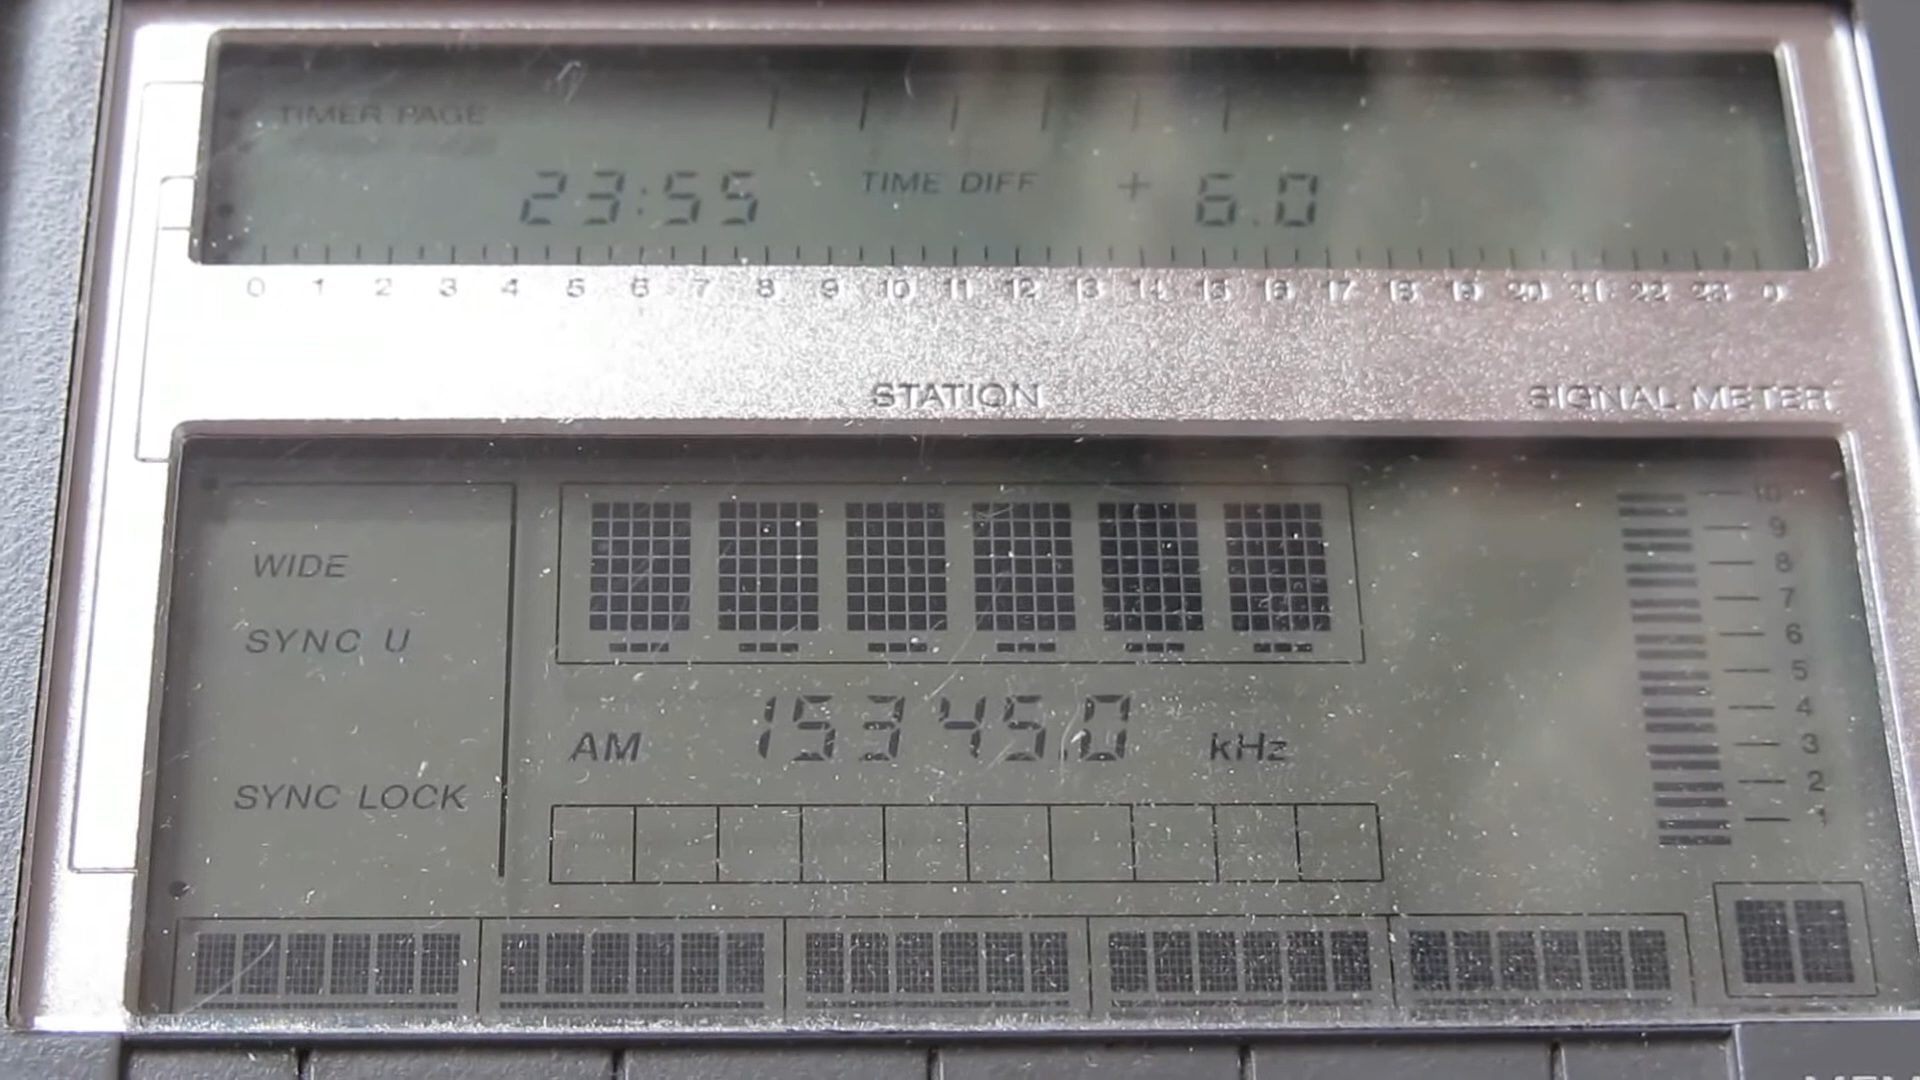 TIMER PAGE
23:55 TIME DIFF + 6.0
0 1 2 3 4 5 6 7 8 9 10 11 12 13 14 15 16 17 18 19 20 21 22 23 0
STATION SIGNAL METER
10
9
WIDE
8
7
SYNC U
6
5
4
AM 15345.0 kHz
3
SYNC LOCK
2
1